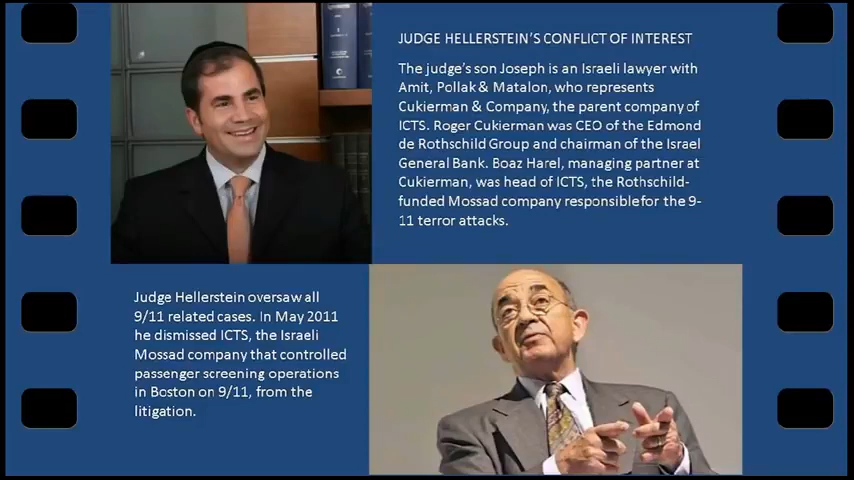 JUDGE HELLERSTEIN'S CONFLICT OF INTEREST
The judge's son Joseph is an Israeli lawyer with
Amit, Pollak & Matalon, who represents
Cukierman & Company, the parent company of
ICTS. Roger Cukierman was CEO of the Edmond
de Rothschild Group and chairman of the Israel
General Bank. Boaz Harel, managing partner at
Cukierman, was head of ICTS, the Rothschild-
funded Mossad company responsiblefor the 9-
11 terror attacks.
Judge Hellerstein oversaw all
9/11 related cases. In May 2011
he dismissed ICTS, the Israeli
Mossad company that controlled
passenger screening operations
in Boston on 9/11, from the
litigation.